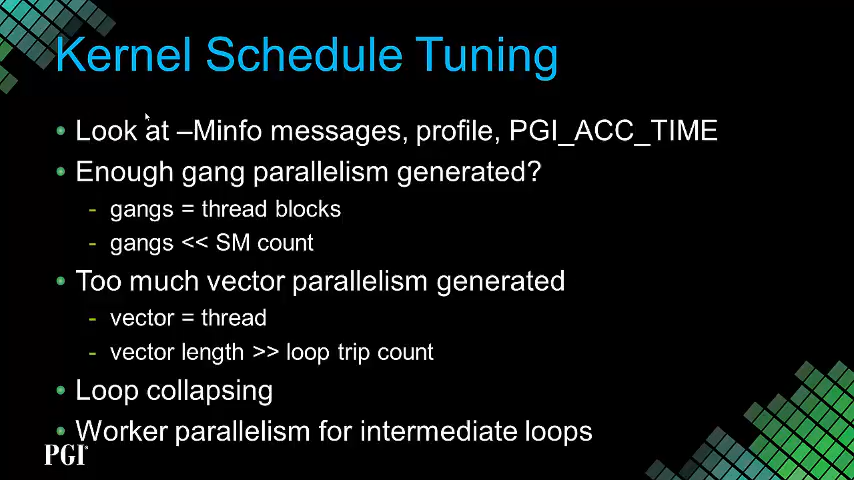 Kernel Schedule Tuning
• Look at –Minfo messages, profile, PGI_ACC_TIME
• Enough gang parallelism generated?
- gangs = thread blocks
- gangs << SM count
• Too much vector parallelism generated
- vector = thread
- vector length >> loop trip count
• Loop collapsing
• Worker parallelism for intermediate loops
PGI